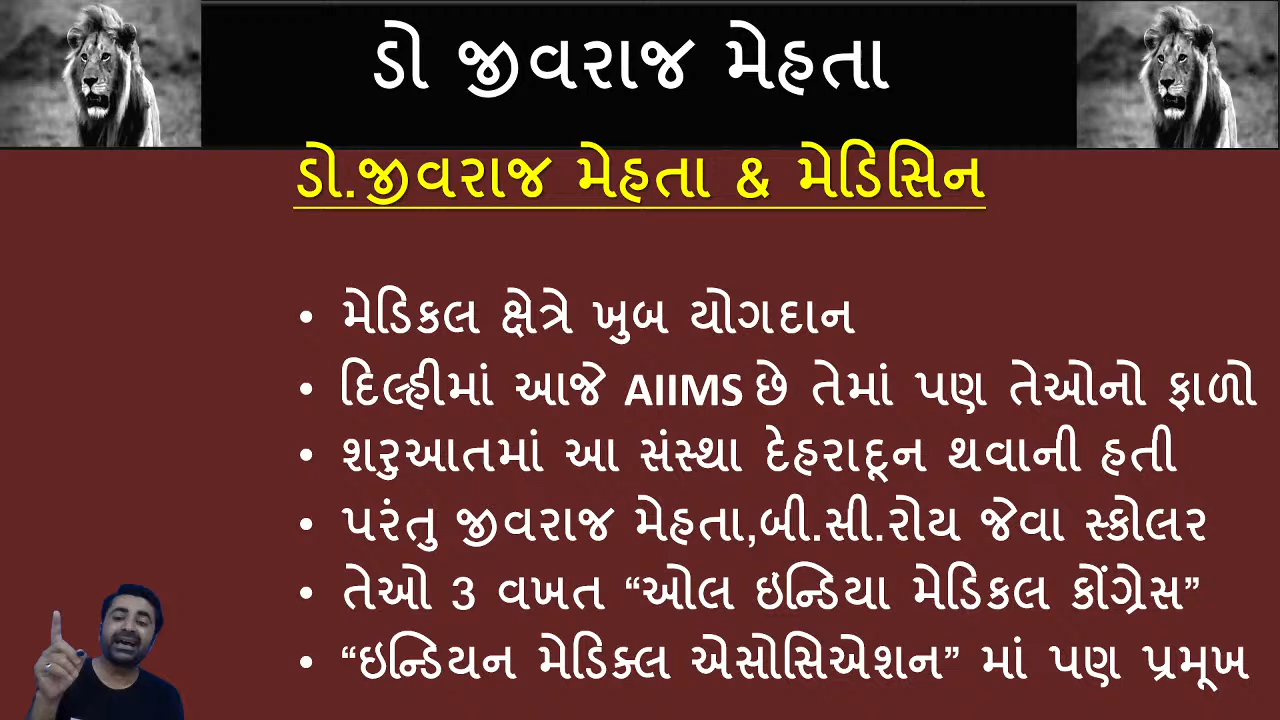 ડો જીવરાજ મેહતા
ડો.જીવરાજ મેહતા & મેડિસિન
• મેડિકલ ક્ષેત્રે ખુબ યોગદાન
• દિલ્હીમાં આજે AIIMS છે તેમાં પણ તેઓનો ફાળો
• શરુઆતમાં આ સંસ્થા દેહરાદૂન થવાની હતી
• પરંતુ જીવરાજ મેહતા,બી.સી.રોય જેવા સ્કોલર
• તેઓ 3 વખત “ઓલ ઇન્ડિયા મેડિકલ કોંગ્રેસ”
• “ઇન્ડિયન મેડિક્લ એસોસિએશન” માં પણ પ્રમૂખ